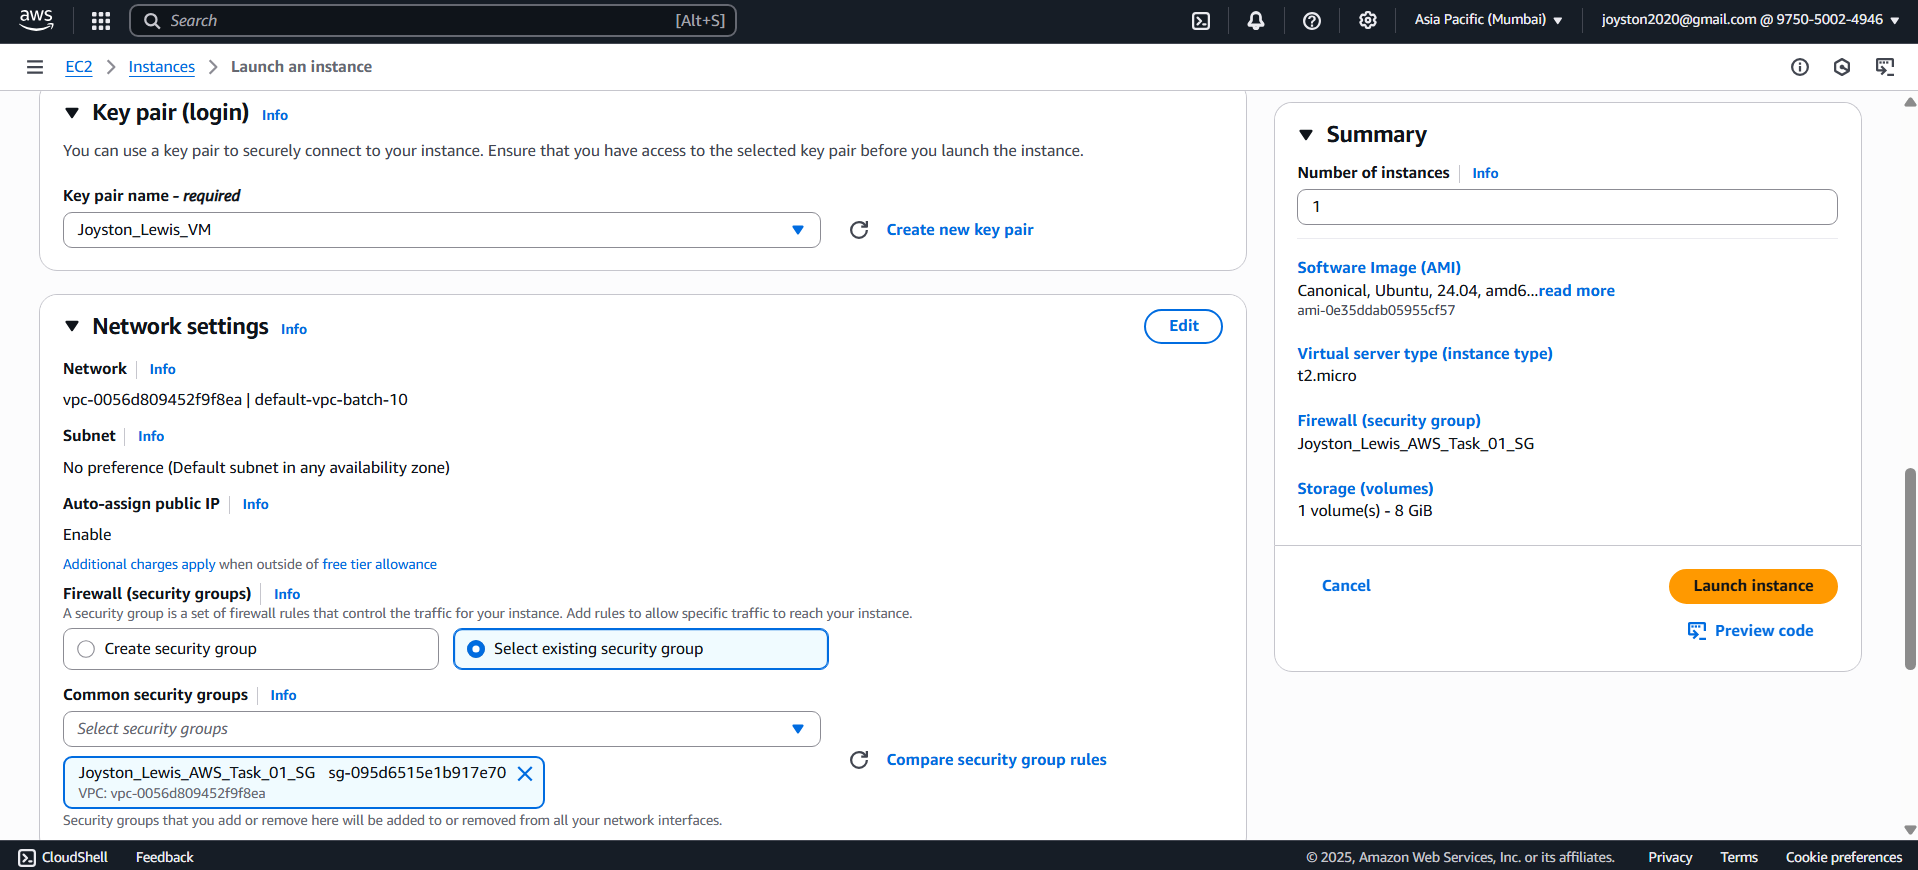 aws
Search [Alt+S]
Asia Pacific (Mumbai)
joyston2020@gmail.com @ 9750-5002-4946
EC2 Instances Launch an instance
Key pair (login) Info
You can use a key pair to securely connect to your instance. Ensure that you have access to the selected key pair before you launch the instance.
Key pair name - required
Joyston_Lewis_VM
Create new key pair
Network settings Info
Edit
Network Info
vpc-0056d809452f9f8ea | default-vpc-batch-10
Subnet Info
No preference (Default subnet in any availability zone)
Auto-assign public IP Info
Enable
Additional charges apply when outside of free tier allowance
Firewall (security groups) Info
A security group is a set of firewall rules that control the traffic for your instance. Add rules to allow specific traffic to reach your instance.
Create security group
Select existing security group
Common security groups Info
Select security groups
Joyston_Lewis_AWS_Task_01_SG sg-095d6515e1b917e70
VPC: vpc-0056d809452f9f8ea
Compare security group rules
Security groups that you add or remove here will be added to or removed from all your network interfaces.
Summary
Number of instances Info
1
Software Image (AMI)
Canonical, Ubuntu, 24.04, amd6...read more
ami-0e35ddab05955cf57
Virtual server type (instance type)
t2.micro
Firewall (security group)
Joyston_Lewis_AWS_Task_01_SG
Storage (volumes)
1 volume(s) - 8 GiB
Cancel
Launch instance
Preview code
CloudShell Feedback
© 2025, Amazon Web Services, Inc. or its affiliates. Privacy Terms Cookie preferences